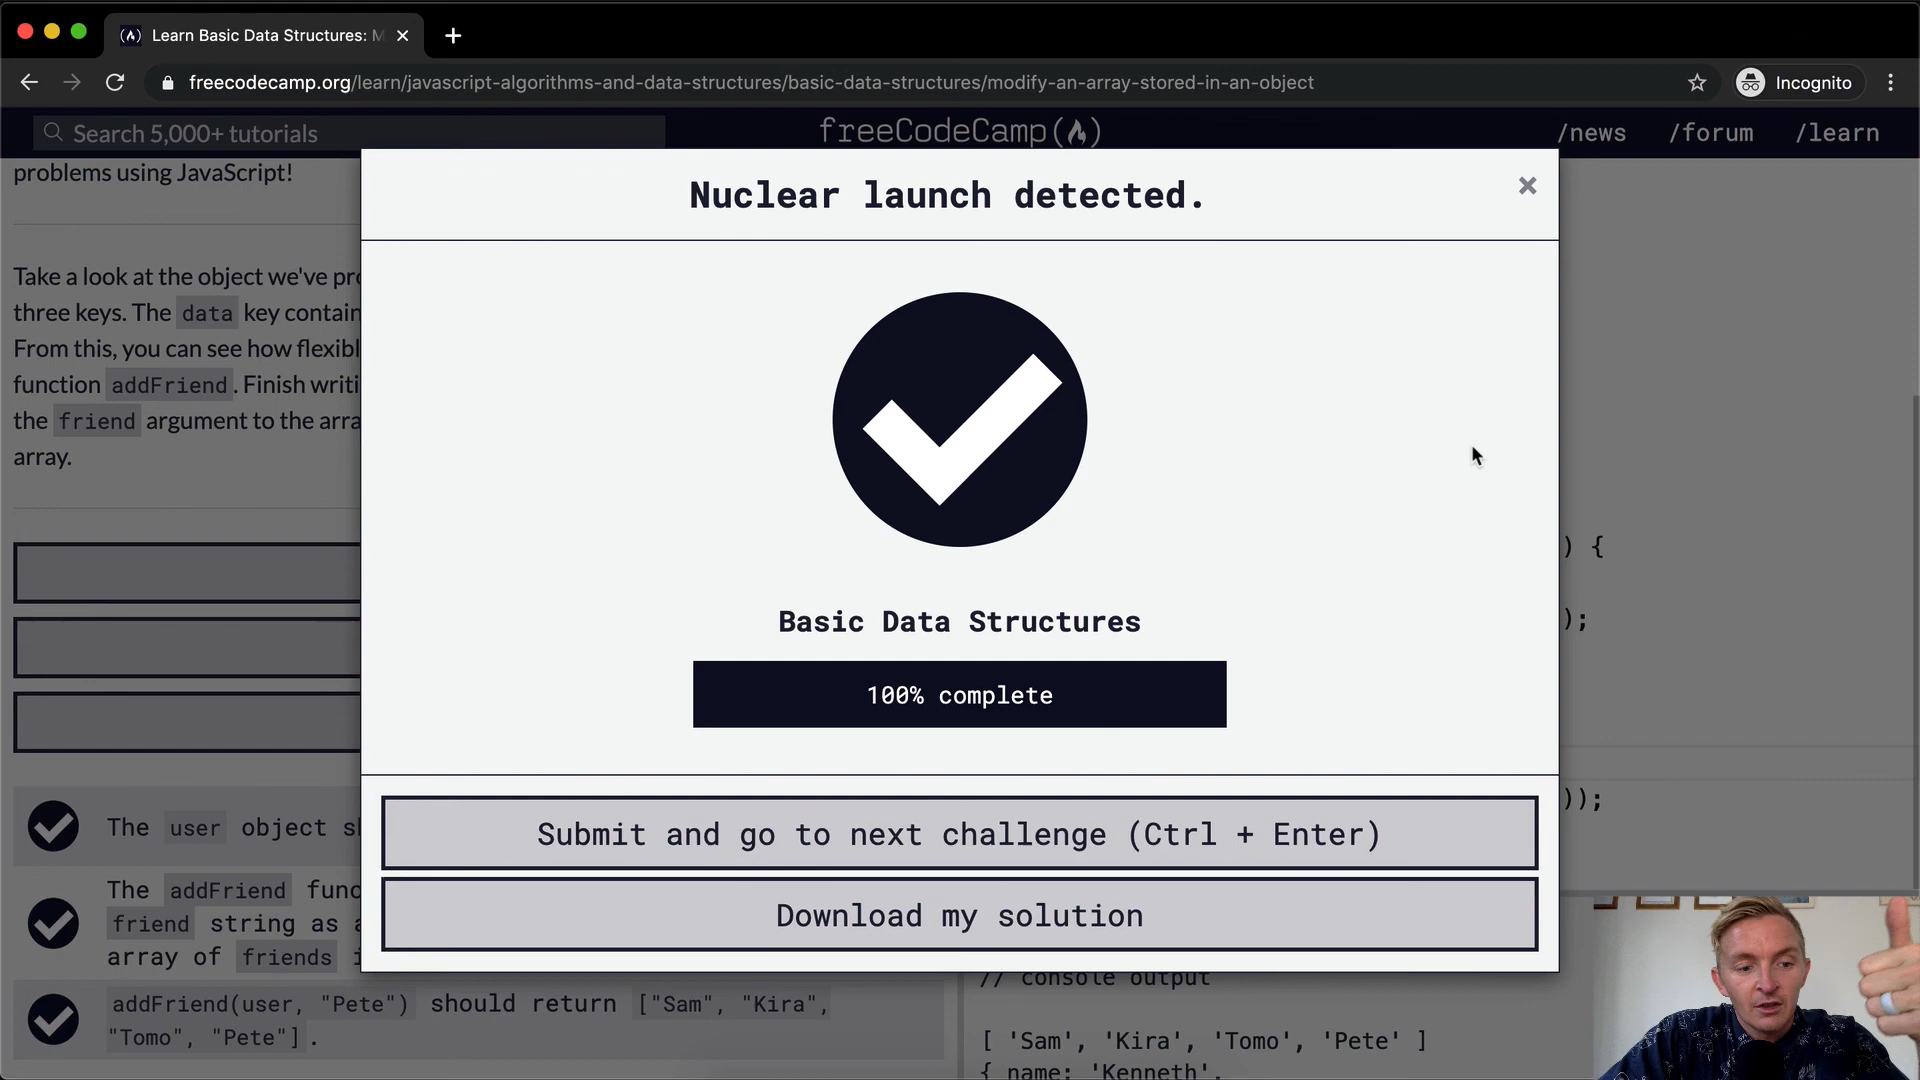 Learn Basic Data Structures: M
freecodecamp.org/learn/javascript-algorithms-and-data-structures/basic-data-structures/modify-an-array-stored-in-an-object
Incognito
Search 5,000+ tutorials
freeCodeCamp
/news
/forum
/learn
problems using JavaScript!
Nuclear launch detected.
Take a look at the object we've pro
three keys. The data key contain
From this, you can see how flexibl
function addFriend. Finish writi
the friend argument to the arra
array.
) {
);
Basic Data Structures
100% complete
));
Submit and go to next challenge (Ctrl + Enter)
Download my solution
The user object sh
The addFriend func
friend string as a
array of friends i
addFriend(user, "Pete") should return ["Sam", "Kira",
"Tomo", "Pete"].
// console output
[ 'Sam', 'Kira', 'Tomo', 'Pete' ]
{ name: 'Kenneth',